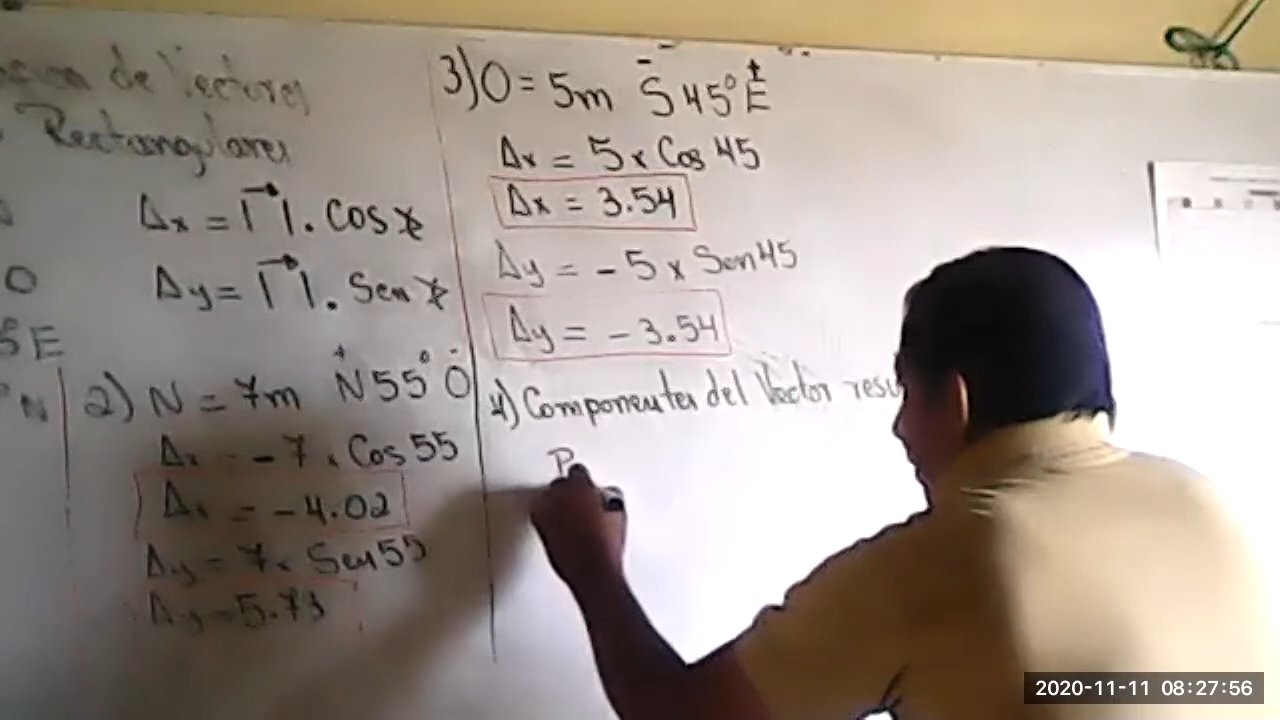 de Vectores
Rectangulares
Δx = | |. Cos
Δy = | |. Sen
O
E
N
2) N = 7m N55°O
Δx = -7 x Cos 55
Δx = -4.02
Δy = 7 x Sen 55
Δy = 5.73
3) O = 5m S 45° E
Δx = 5 x Cos 45
Δx = 3.54
Δy = -5 x Sen 45
Δy = -3.54
4) Componentes del Vector resu
2020-11-11 08:27:56